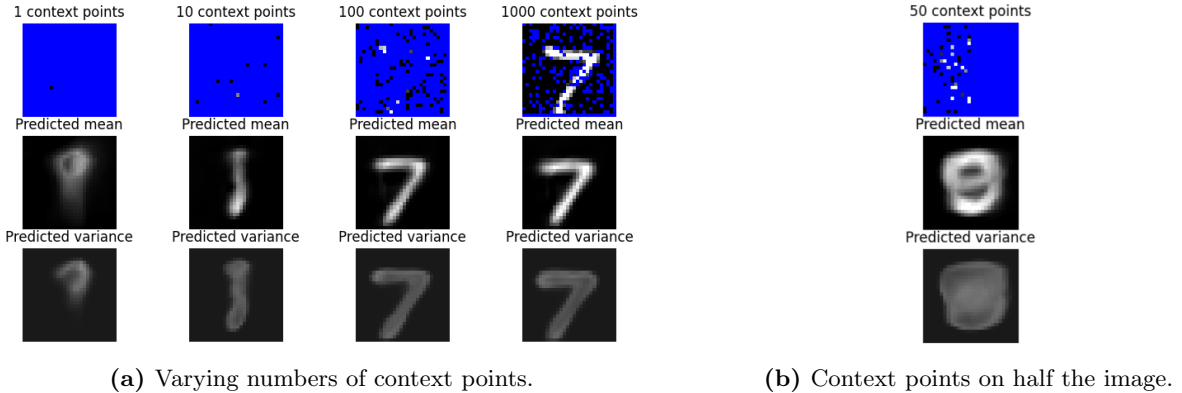 1 context points 10 context points 100 context points 1000 context points 50 context points
Predicted mean Predicted mean Predicted mean Predicted mean Predicted mean
Predicted variance Predicted variance Predicted variance Predicted variance Predicted variance
(a) Varying numbers of context points. (b) Context points on half the image.